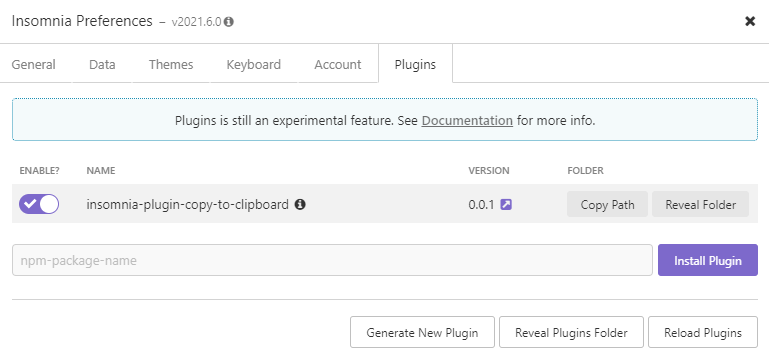 Insomnia Preferences – v2021.6.0
General Data Themes Keyboard Account Plugins
Plugins is still an experimental feature. See Documentation for more info.
ENABLE? NAME VERSION FOLDER
insomnia-plugin-copy-to-clipboard 0.0.1 Copy Path Reveal Folder
npm-package-name Install Plugin
Generate New Plugin Reveal Plugins Folder Reload Plugins